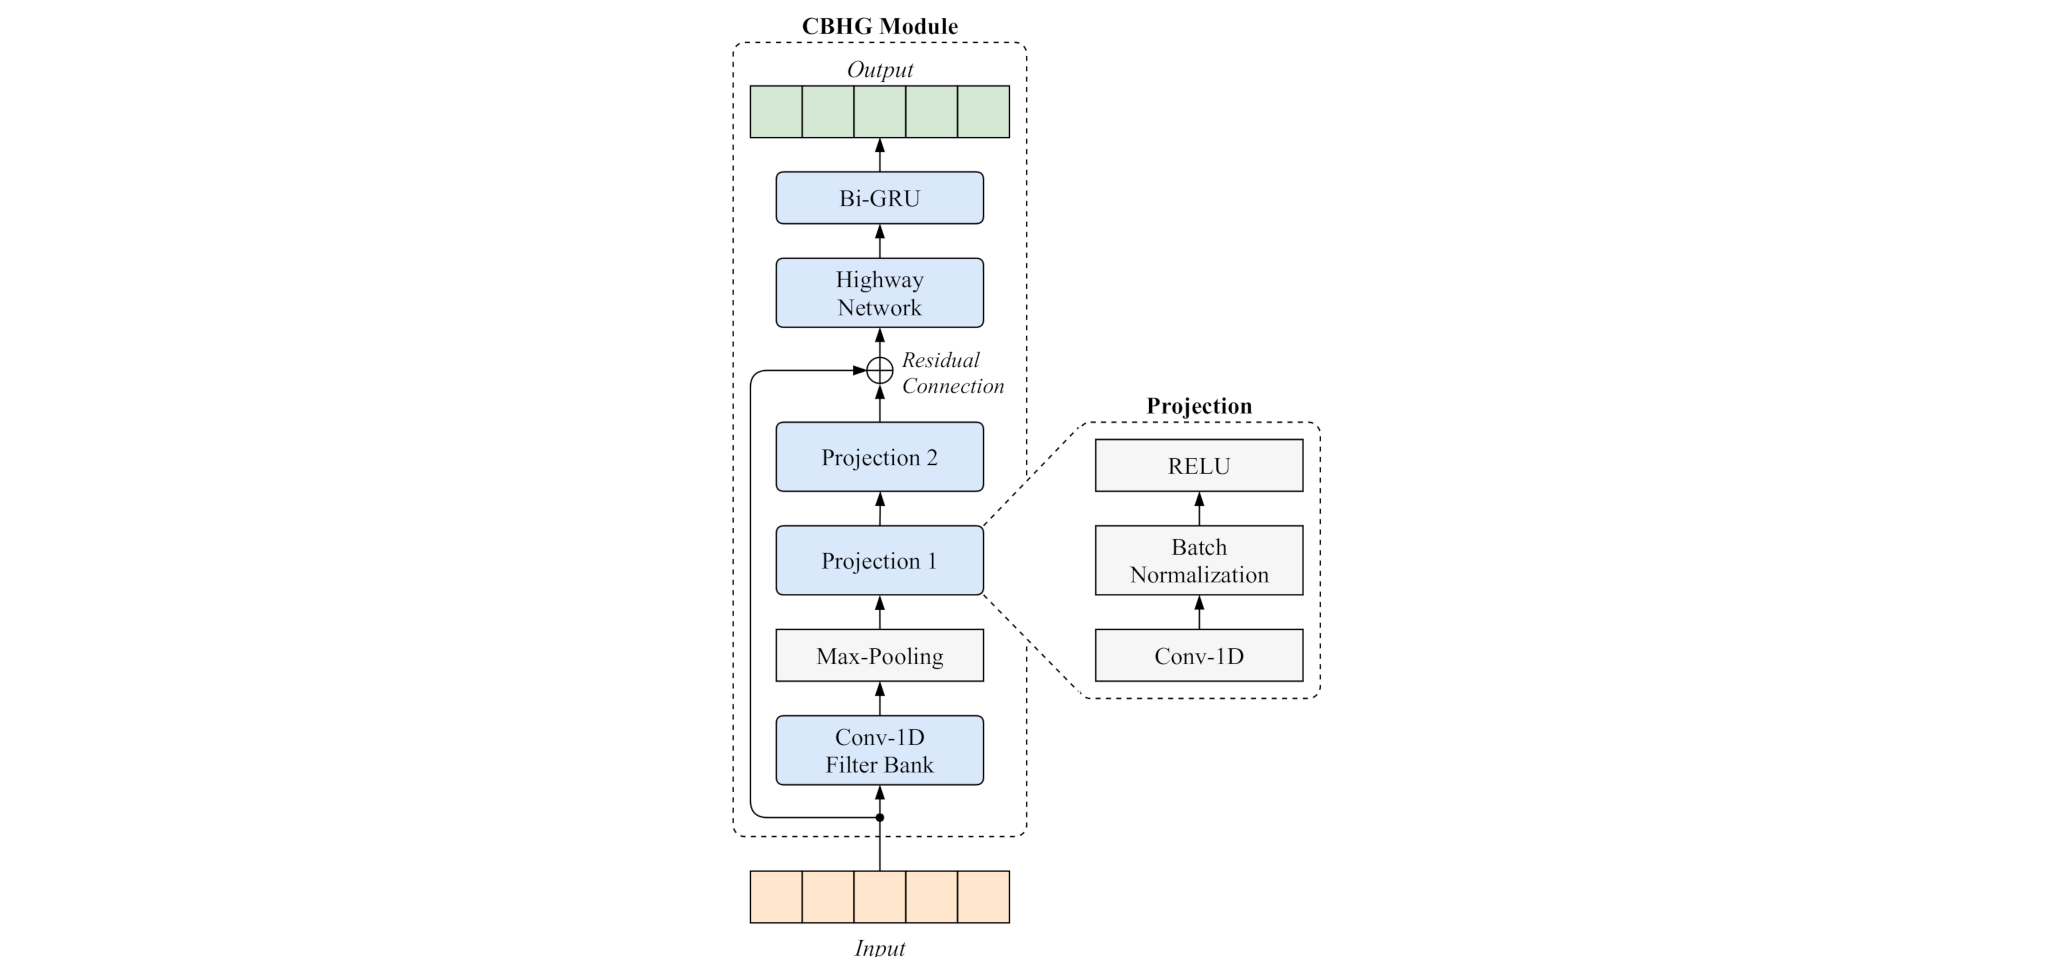 CBHG Module
Output
Bi-GRU
Highway
Network
Residual
Connection
Projection 2
Projection 1
Max-Pooling
Conv-1D
Filter Bank
Input
Projection
RELU
Batch
Normalization
Conv-1D